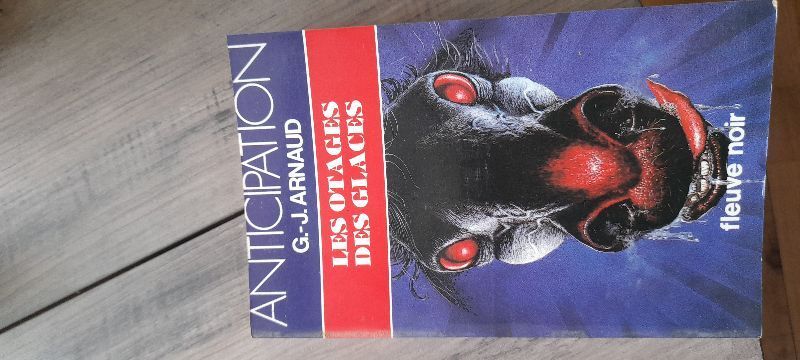 ANTICIPATION
G.-J. ARNAUD
LES OTAGES
DES GLACES
fleuve noir